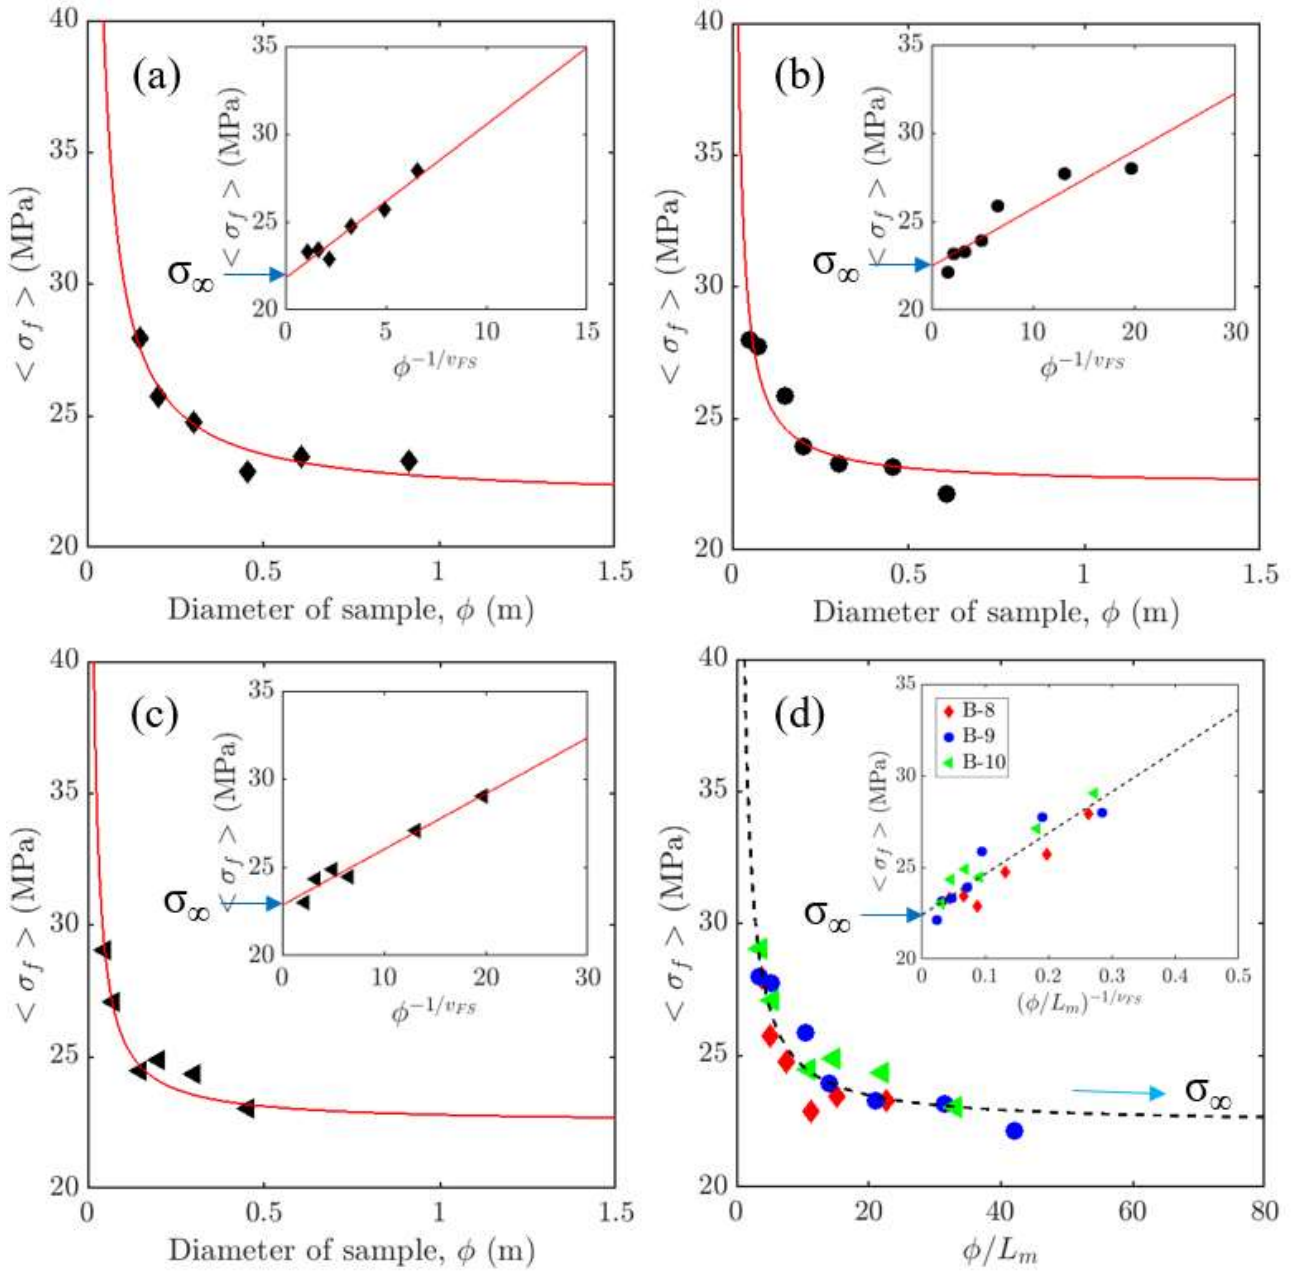 (a)
40
35
30
25
20
0
0.5
1
1.5
< σf > (MPa)
Diameter of sample, ϕ (m)
35
30
25
20
0
5
10
15
< σf > (MPa)
ϕ−1/vFS
σ∞
(b)
40
35
30
25
20
0
0.5
1
1.5
< σf > (MPa)
Diameter of sample, ϕ (m)
35
30
25
20
0
10
20
30
< σf > (MPa)
ϕ−1/vFS
σ∞
(c)
40
35
30
25
20
0
0.5
1
1.5
< σf > (MPa)
Diameter of sample, ϕ (m)
35
30
25
20
0
10
20
30
< σf > (MPa)
ϕ−1/vFS
σ∞
(d)
40
35
30
25
20
0
20
40
60
80
< σf > (MPa)
ϕ/Lm
35
30
25
20
0
0.1
0.2
0.3
0.4
0.5
< σf > (MPa)
(ϕ/Lm)−1/vFS
B-8
B-9
B-10
σ∞
σ∞